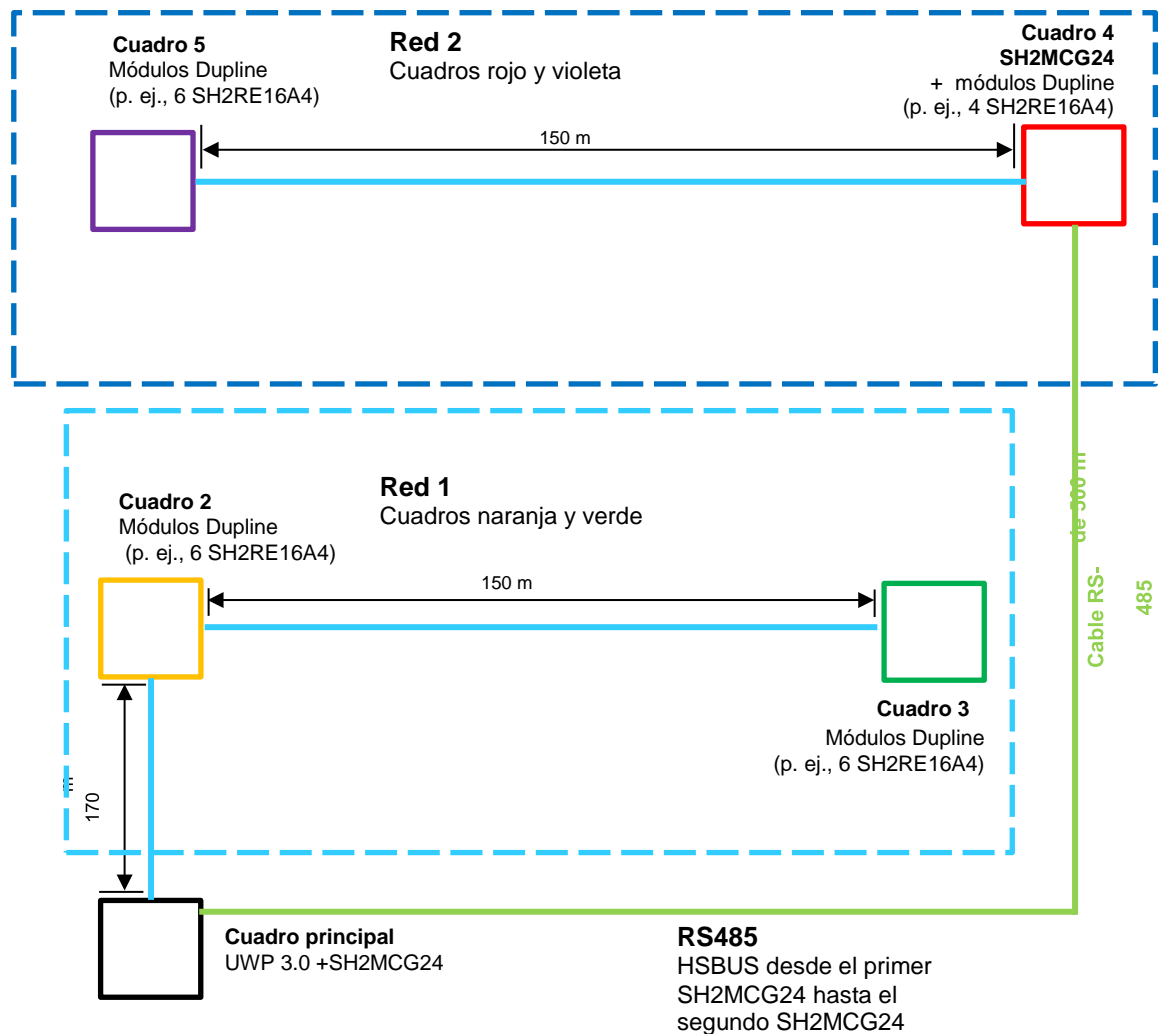 Cuadro 5
Módulos Dupline
(p. ej., 6 SH2RE16A4)
Red 2
Cuadros rojo y violeta
Cuadro 4
SH2MCG24
+ módulos Dupline
(p. ej., 4 SH2RE16A4)
150 m
Cuadro 2
Módulos Dupline
(p. ej., 6 SH2RE16A4)
Red 1
Cuadros naranja y verde
150 m
Cuadro 3
Módulos Dupline
(p. ej., 6 SH2RE16A4)
170
m
Cable RS-
485
de 500 m
Cuadro principal
UWP 3.0 +SH2MCG24
RS485
HSBUS desde el primer
SH2MCG24 hasta el
segundo SH2MCG24